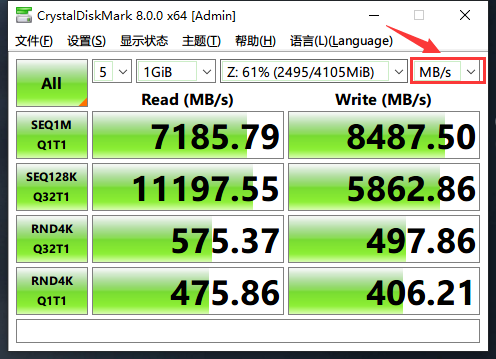 CrystalDiskMark 8.0.0 x64 [Admin]
文件(F) 设置(S) 显示状态 主题(T) 帮助(H) 语言(L)(Language)
All 5 1GiB Z: 61% (2495/4105MiB) MB/s
Read (MB/s) Write (MB/s)
SEQ1M
Q1T1
7185.79 8487.50
SEQ128K
Q32T1
11197.55 5862.86
RND4K
Q32T1
575.37 497.86
RND4K
Q1T1
475.86 406.21